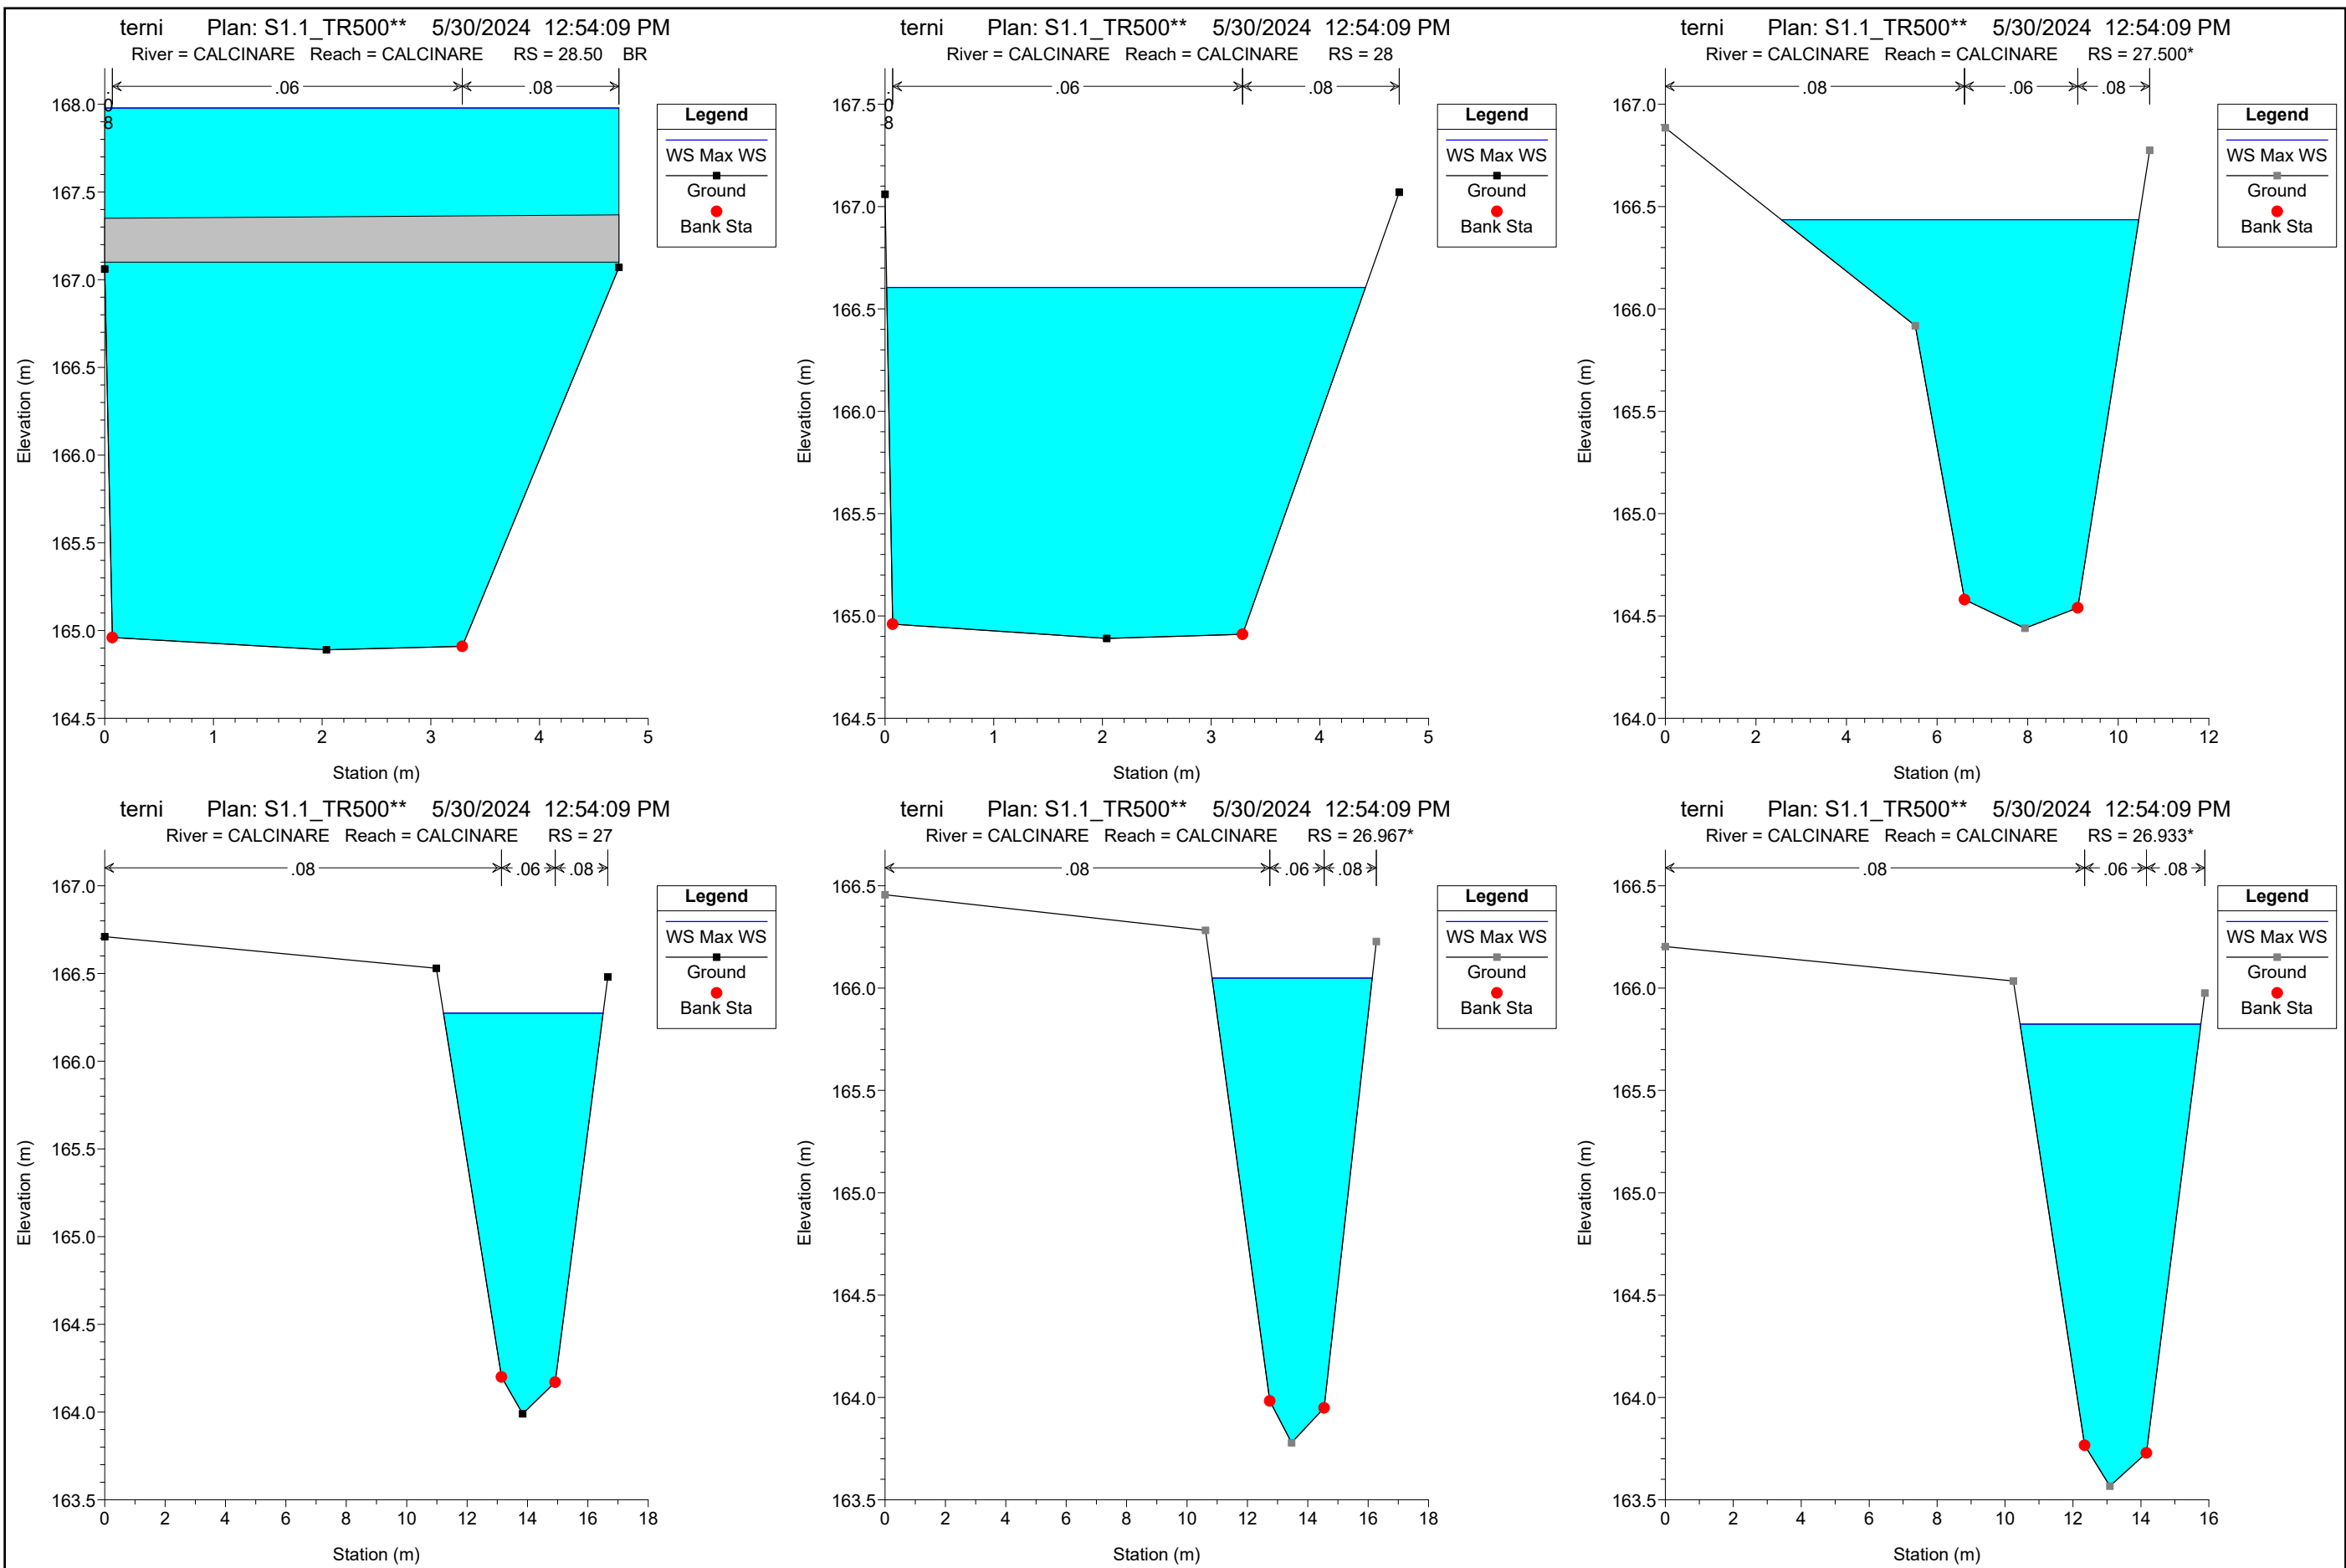 terni Plan: S1.1_TR500** 5/30/2024 12:54:09 PM
River = CALCINARE Reach = CALCINARE RS = 28.50 BR
.08
.06
.08
168.0
167.5
167.0
166.5
166.0
165.5
165.0
164.5
Elevation (m)
0 1 2 3 4 5
Station (m)
Legend
WS Max WS
Ground
Bank Sta
terni Plan: S1.1_TR500** 5/30/2024 12:54:09 PM
River = CALCINARE Reach = CALCINARE RS = 28
.08
.06
.08
167.5
167.0
166.5
166.0
165.5
165.0
164.5
Elevation (m)
0 1 2 3 4 5
Station (m)
Legend
WS Max WS
Ground
Bank Sta
terni Plan: S1.1_TR500** 5/30/2024 12:54:09 PM
River = CALCINARE Reach = CALCINARE RS = 27.500*
.08
.06
.08
167.0
166.5
166.0
165.5
165.0
164.5
164.0
Elevation (m)
0 2 4 6 8 10 12
Station (m)
Legend
WS Max WS
Ground
Bank Sta
terni Plan: S1.1_TR500** 5/30/2024 12:54:09 PM
River = CALCINARE Reach = CALCINARE RS = 27
.08
.06
.08
167.0
166.5
166.0
165.5
165.0
164.5
164.0
163.5
Elevation (m)
0 2 4 6 8 10 12 14 16 18
Station (m)
Legend
WS Max WS
Ground
Bank Sta
terni Plan: S1.1_TR500** 5/30/2024 12:54:09 PM
River = CALCINARE Reach = CALCINARE RS = 26.967*
.08
.06
.08
166.5
166.0
165.5
165.0
164.5
164.0
163.5
Elevation (m)
0 2 4 6 8 10 12 14 16 18
Station (m)
Legend
WS Max WS
Ground
Bank Sta
terni Plan: S1.1_TR500** 5/30/2024 12:54:09 PM
River = CALCINARE Reach = CALCINARE RS = 26.933*
.08
.06
.08
166.5
166.0
165.5
165.0
164.5
164.0
163.5
Elevation (m)
0 2 4 6 8 10 12 14 16
Station (m)
Legend
WS Max WS
Ground
Bank Sta